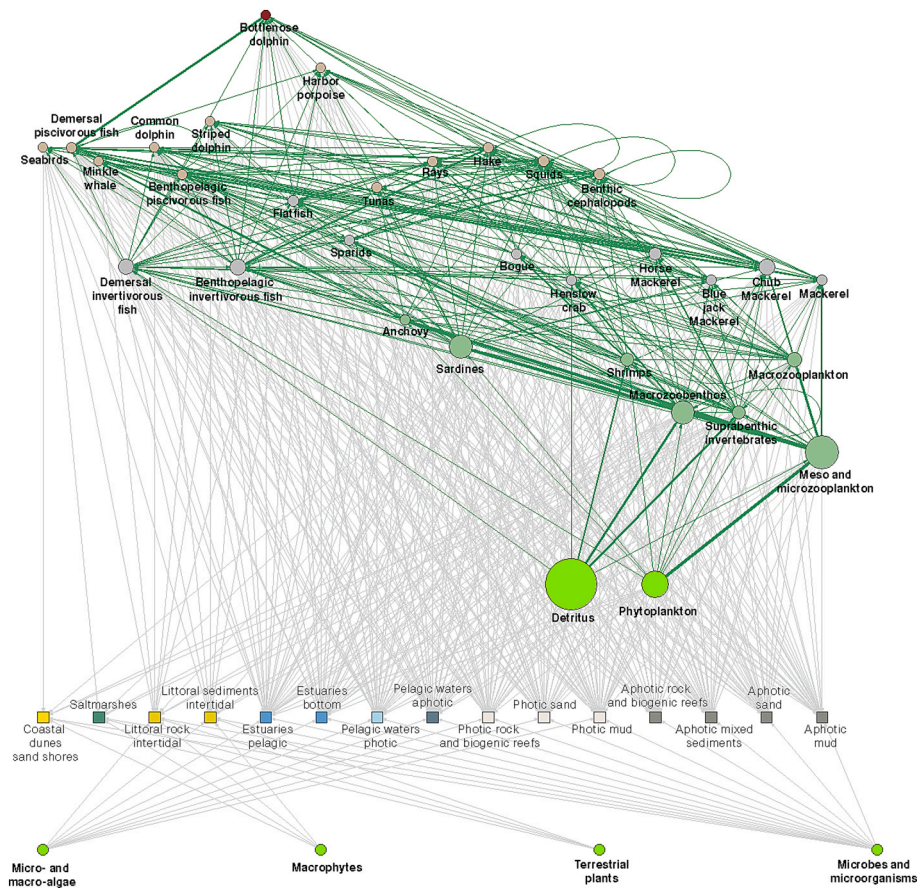 Bottlenose
dolphin
Harbor
porpoise
Demersal
piscivorous fish
Common
dolphin
Striped
dolphin
Seabirds
Minkie
whale
Benthopelagic
piscivorous fish
Rays
Hake
Squids
Benthic
cephalopods
Flatfish
Tunas
Sparids
Bogue
Horse
Mackerel
Chub
Mackerel
Mackerel
Demersal
invertivorous
fish
Benthopelagic
invertivorous fish
Henslow
crab
Blue
jack
Mackerel
Anchovy
Sardines
Shrimps
Macrozooplankton
Macrozoobenthos
Suprabenthic
invertebrates
Meso and
microzooplankton
Detritus
Phytoplankton
Coastal
dunes
sand shores
Saltmarshes
Littoral rock
intertidal
Littoral sediments
intertidal
Estuaries
pelagic
Estuaries
bottom
Pelagic waters
photic
Pelagic waters
aphotic
Photic rock
and biogenic reefs
Photic sand
Photic mud
Aphotic rock
and biogenic reefs
Aphotic mixed
sediments
Aphotic
sand
Aphotic
mud
Micro- and
macro-algae
Macrophytes
Terrestrial
plants
Microbes and
microorganisms